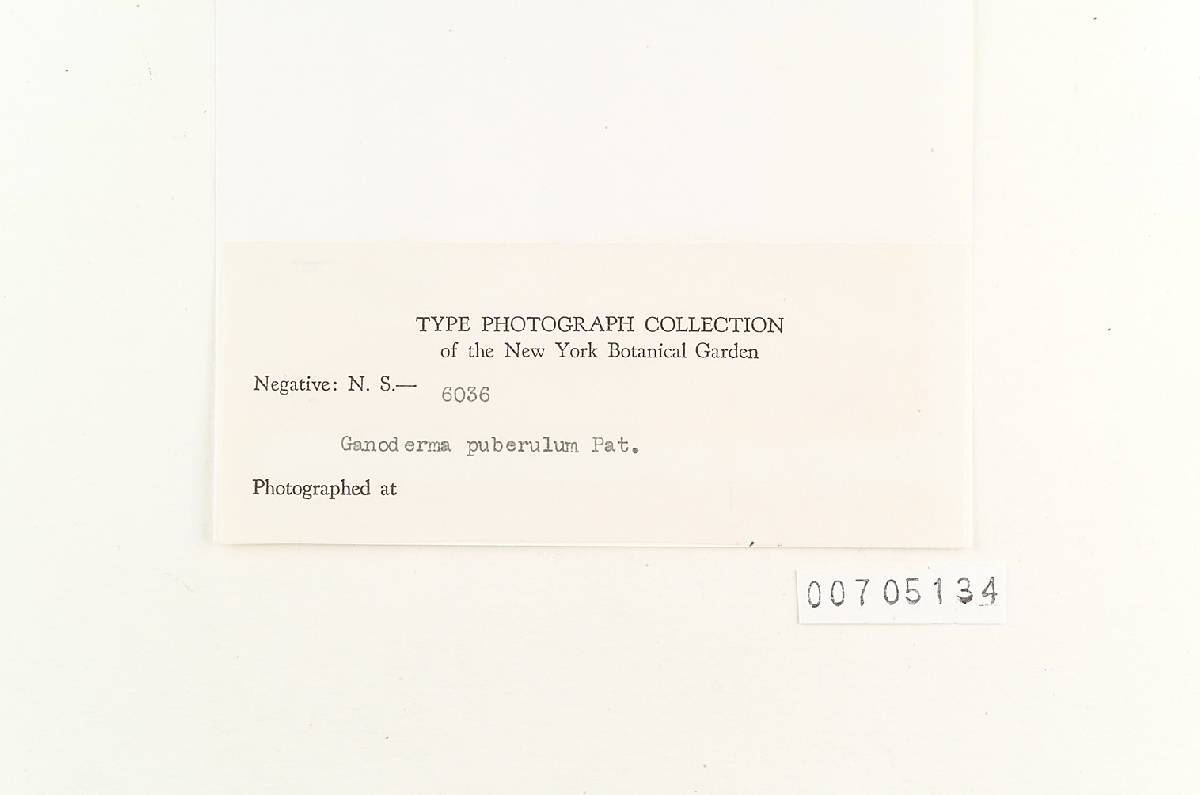 TYPE PHOTOGRAPH COLLECTION
of the New York Botanical Garden
Negative: N. S.— 6036
Ganoderma puberulum Pat.
Photographed at
00705134